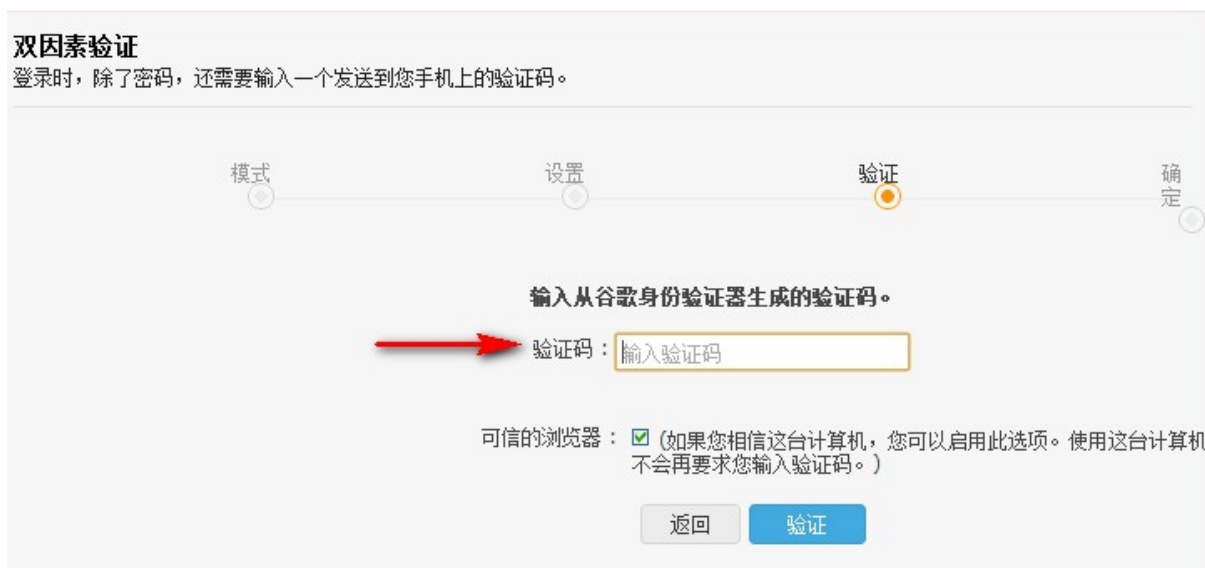 双因素验证
登录时，除了密码，还需要输入一个发送到您手机上的验证码。
模式
设置
验证
确
定
输入从谷歌身份验证器生成的验证码。
验证码：
输入验证码
可信的浏览器： (如果您相信这台计算机，您可以启用此选项。使用这台计算机
不会再要求您输入验证码。)
返回
验证